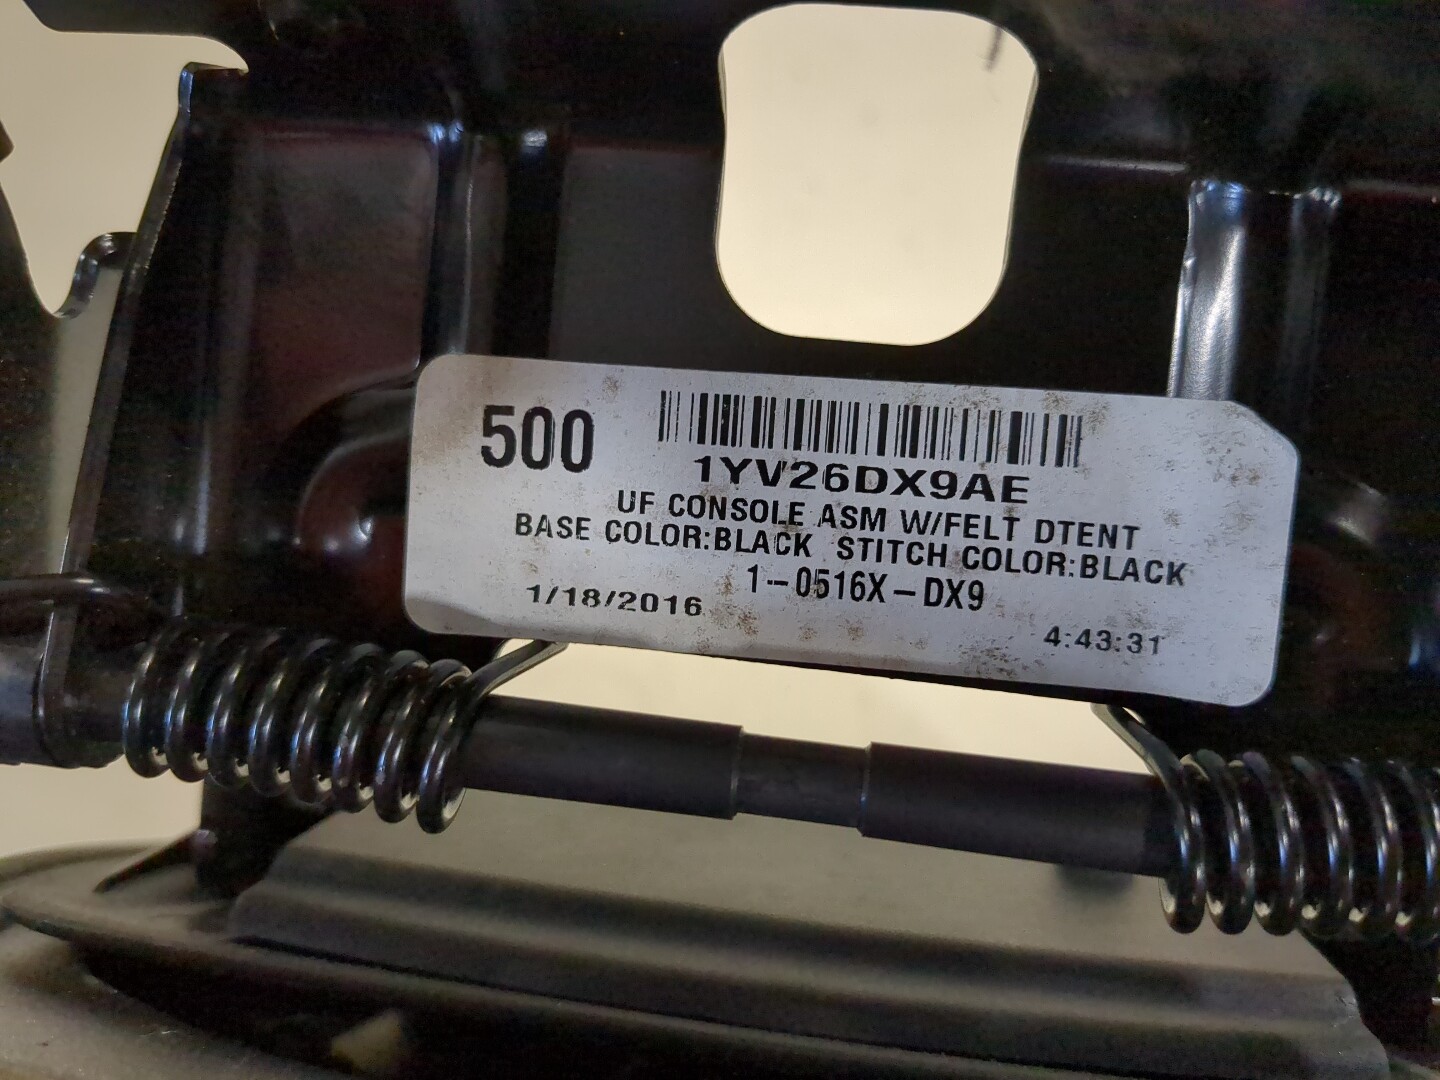 500
1YV26DX9AE
UF CONSOLE ASM W/FELT DTENT
BASE COLOR:BLACK STITCH COLOR:BLACK
1-0516X-DX9
1/18/2016 4:43:31